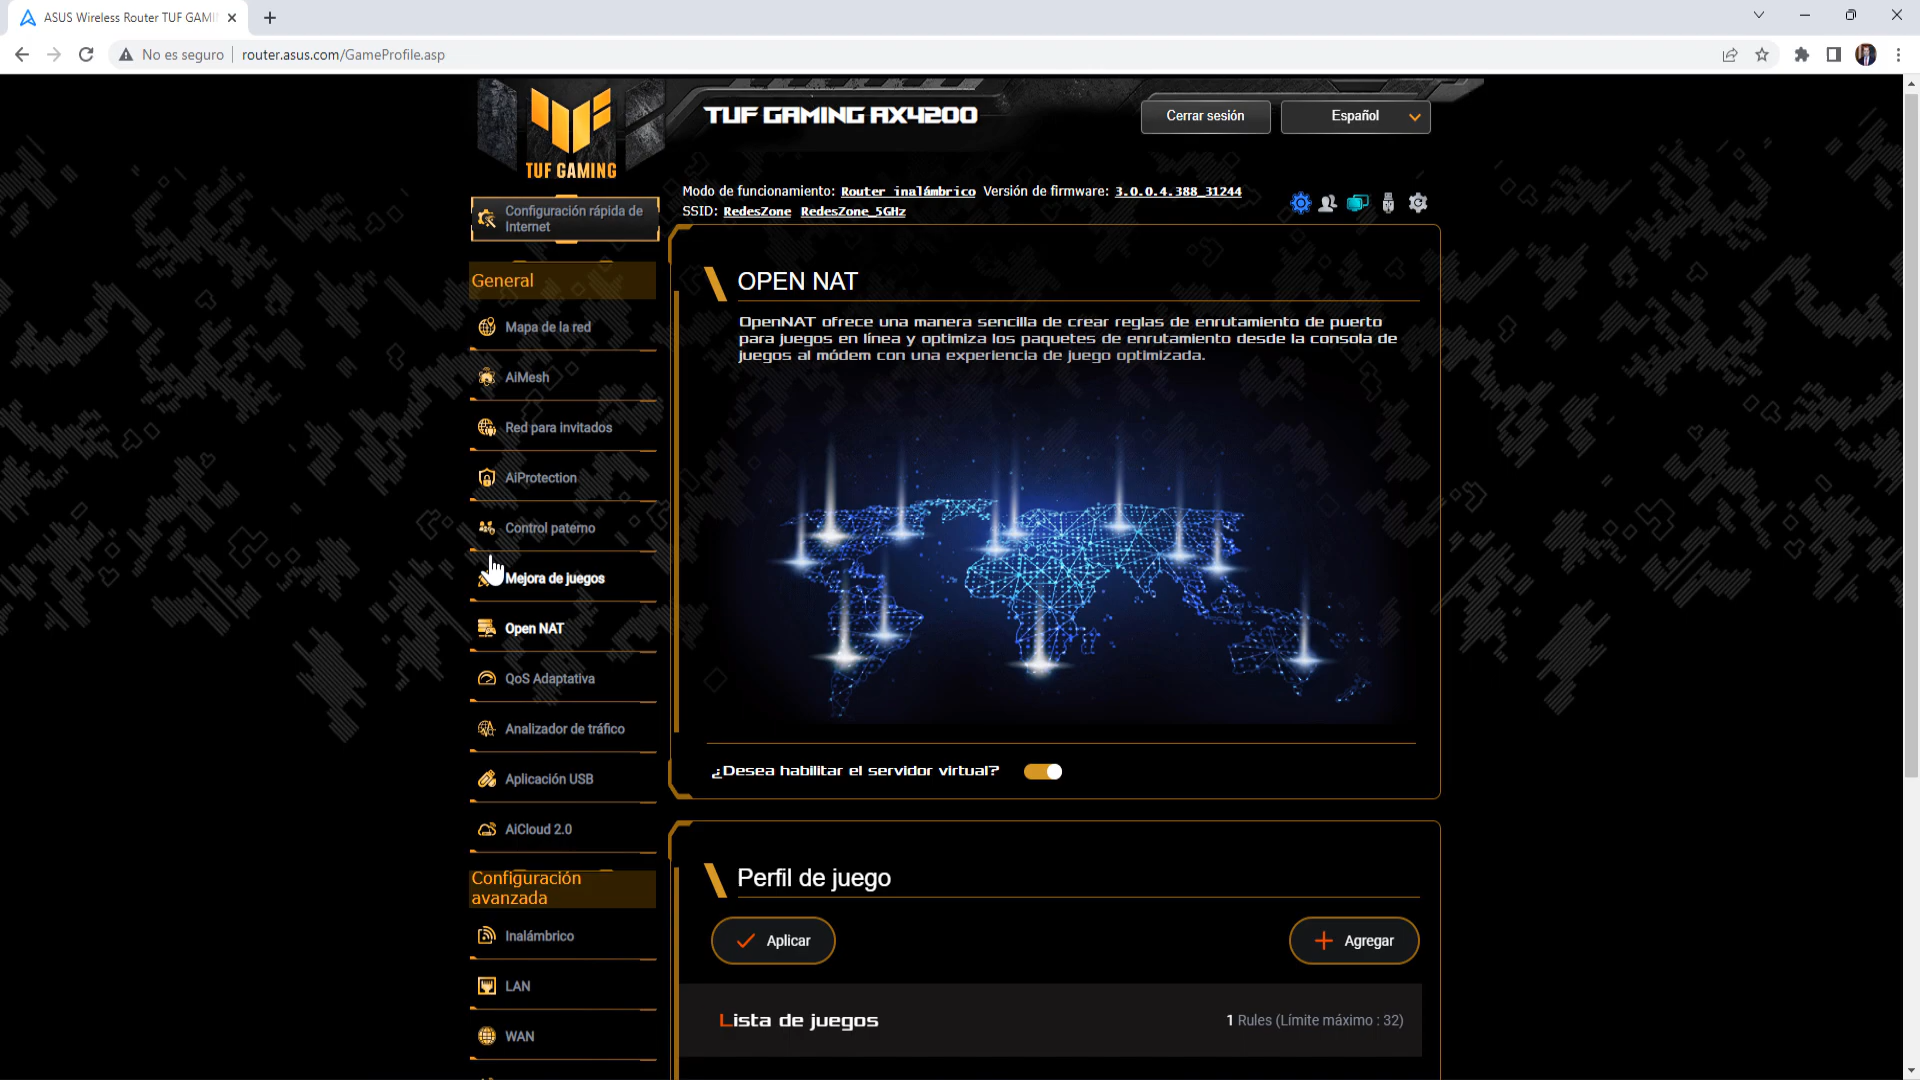 ASUS Wireless Router TUF GAMI
No es seguro
router.asus.com/GameProfile.asp
TUF GAMING
TUF GAMING AX4200
Cerrar sesión
Español
Modo de funcionamiento: Router inalámbrico Versión de firmware: 3.0.0.4.388_31244
SSID: RedesZone RedesZone_5GHz
Configuración rápida de
Internet
General
Mapa de la red
AiMesh
Red para invitados
AiProtection
Control paterno
Mejora de juegos
Open NAT
QoS Adaptativa
Analizador de tráfico
Aplicación USB
AiCloud 2.0
Configuración
avanzada
Inalámbrico
LAN
WAN
OPEN NAT
OpenNAT ofrece una manera sencilla de crear reglas de enrutamiento de puerto
para juegos en línea y optimiza los paquetes de enrutamiento desde la consola de
juegos al módem con una experiencia de juego optimizada.
¿Desea habilitar el servidor virtual?
Perfil de juego
Aplicar
Agregar
Lista de juegos
1 Rules (Límite máximo : 32)